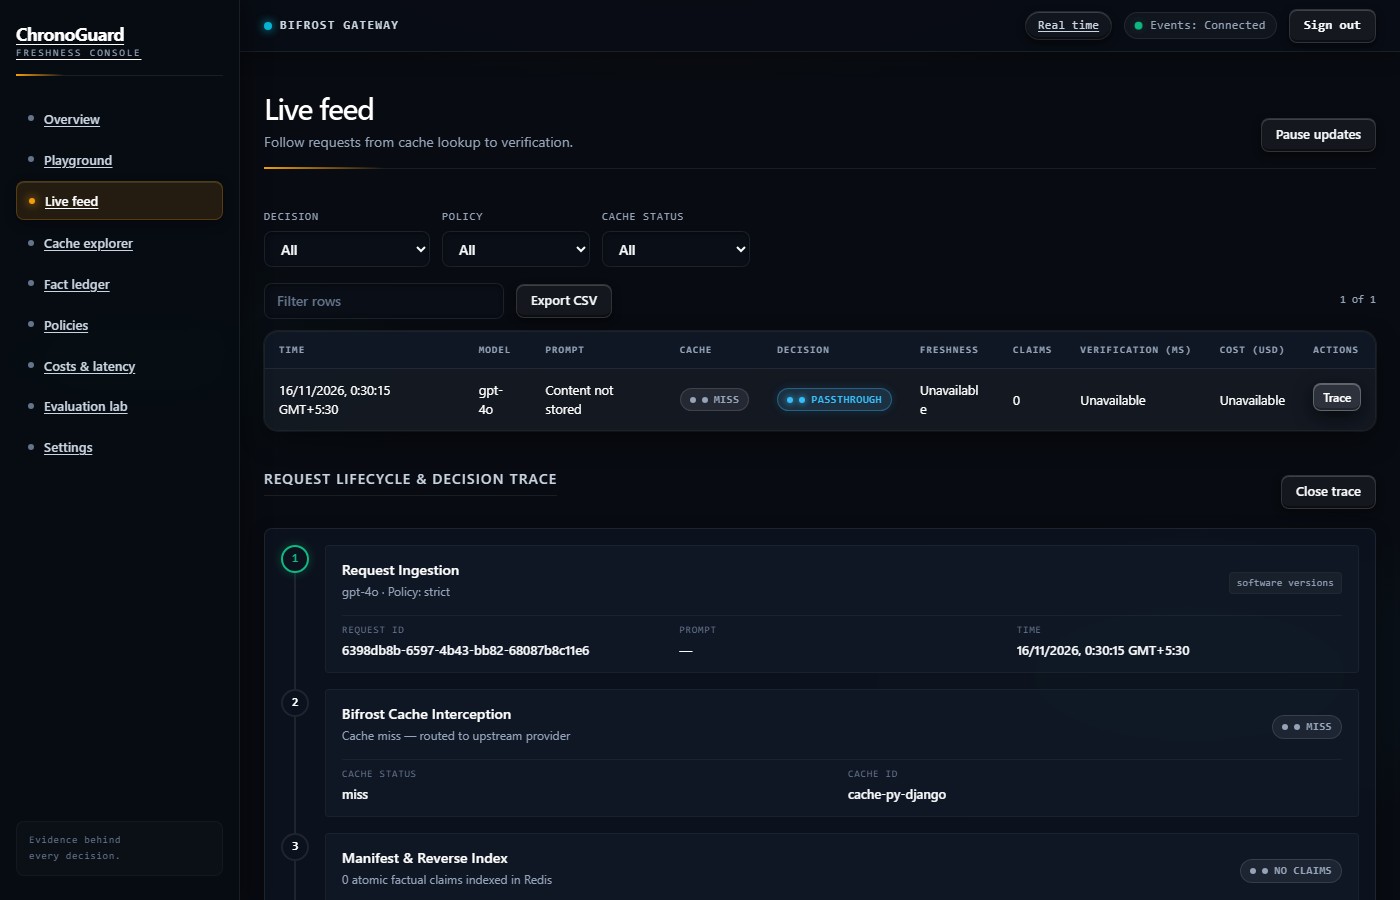 ChronoGuard
FRESHNESS CONSOLE
Overview
Playground
Live feed
Cache explorer
Fact ledger
Policies
Costs & latency
Evaluation lab
Settings
Evidence behind
every decision.
BIFROST GATEWAY
Real time
Events: Connected
Sign out
Live feed
Follow requests from cache lookup to verification.
Pause updates
DECISION POLICY CACHE STATUS
All All All
Filter rows Export CSV 1 of 1
TIME MODEL PROMPT CACHE DECISION FRESHNESS CLAIMS VERIFICATION (MS) COST (USD) ACTIONS
16/11/2026, 0:30:15 gpt- Content not Unavailabl
MISS PASSTHROUGH 0 Unavailable Unavailable Trace
GMT+5:30 4o stored e
REQUEST LIFECYCLE & DECISION TRACE
Close trace
1
Request Ingestion
gpt-4o · Policy: strict
software versions
REQUEST ID PROMPT TIME
6398db8b-6597-4b43-bb82-68087b8c11e6 — 16/11/2026, 0:30:15 GMT+5:30
2
Bifrost Cache Interception
Cache miss — routed to upstream provider
MISS
CACHE STATUS CACHE ID
miss cache-py-django
3
Manifest & Reverse Index
0 atomic factual claims indexed in Redis
NO CLAIMS